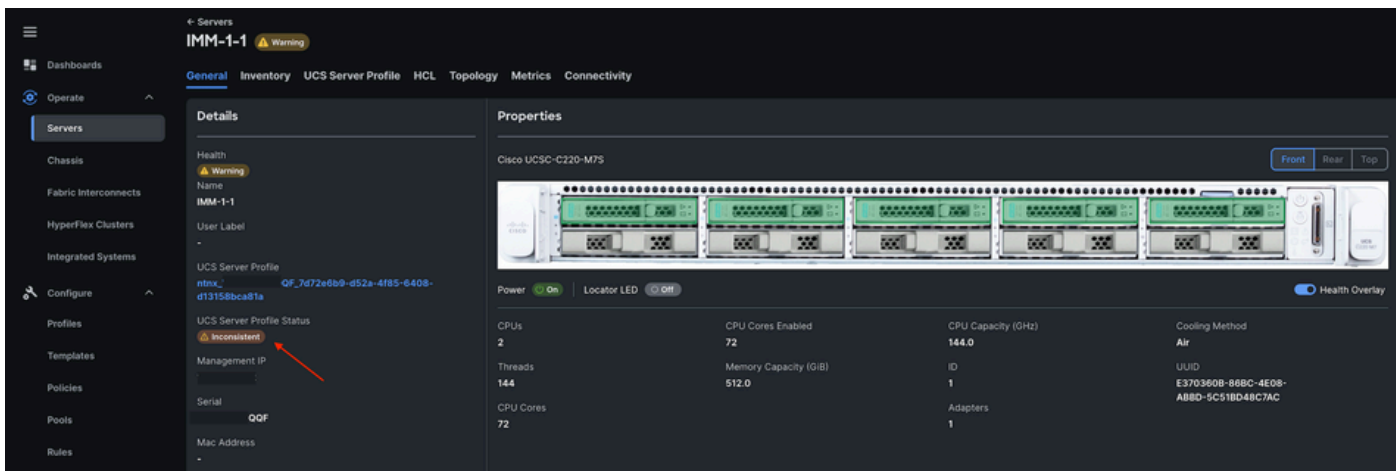 ← Servers
IMM-1-1 Warning
General Inventory UCS Server Profile HCL Topology Metrics Connectivity
Dashboards
Operate
Servers
Chassis
Fabric Interconnects
HyperFlex Clusters
Integrated Systems
Configure
Profiles
Templates
Policies
Pools
Rules
Details
Health
Warning
Name
IMM-1-1
User Label
-
UCS Server Profile
ntnx_ QF_7d72e6b9-d52a-4f85-6408-
d13158bca81a
UCS Server Profile Status
Inconsistent
Management IP
Serial
QQF
Mac Address
-
Properties
Cisco UCSC-C220-M7S
Front Rear Top
Power On Locator LED Off
Health Overlay
CPUs
2
CPU Cores Enabled
72
CPU Capacity (GHz)
144.0
Cooling Method
Air
Threads
144
Memory Capacity (GiB)
512.0
ID
1
UUID
E370360B-86BC-4E08-
AB8D-5C51BD48C7AC
CPU Cores
72
Adapters
1